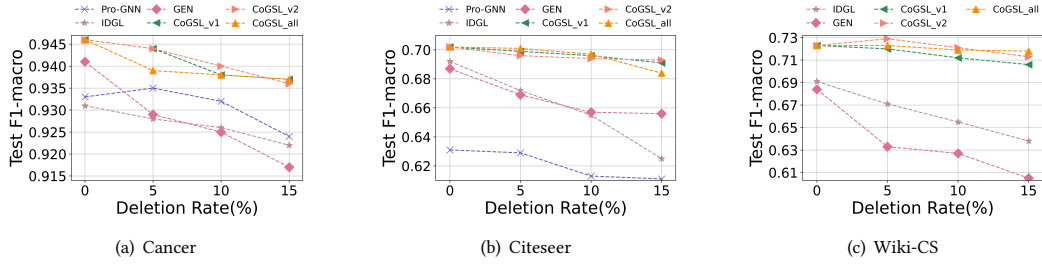 Pro-GNN GEN CoGSL_v2
IDGL CoGSL_v1 CoGSL_all
Test F1-macro
0.945
0.940
0.935
0.930
0.925
0.920
0.915
0 5 10 15
Deletion Rate(%)
(a) Cancer
Pro-GNN GEN CoGSL_v2
IDGL CoGSL_v1 CoGSL_all
Test F1-macro
0.70
0.68
0.66
0.64
0.62
0 5 10 15
Deletion Rate(%)
(b) Citeseer
IDGL CoGSL_v1 CoGSL_all
GEN CoGSL_v2
Test F1-macro
0.73
0.71
0.69
0.67
0.65
0.63
0.61
0 5 10 15
Deletion Rate(%)
(c) Wiki-CS